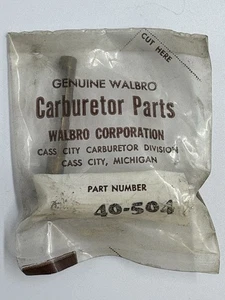 CUT HERE
GENUINE WALBRO
Carburetor Parts
WALBRO CORPORATION
CASS CITY CARBURETOR DIVISION
CASS CITY, MICHIGAN
PART NUMBER
40-504